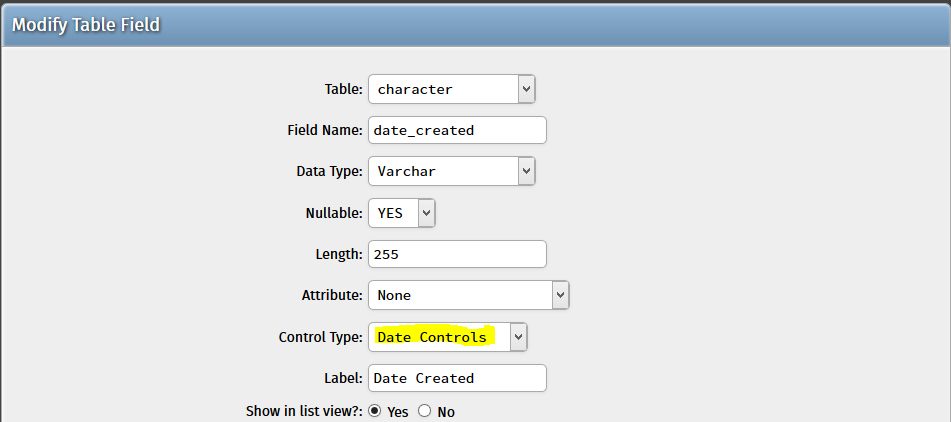 Modify Table Field
Table: character
Field Name: date_created
Data Type: Varchar
Nullable: YES
Length: 255
Attribute: None
Control Type: Date Controls
Label: Date Created
Show in list view?: Yes No